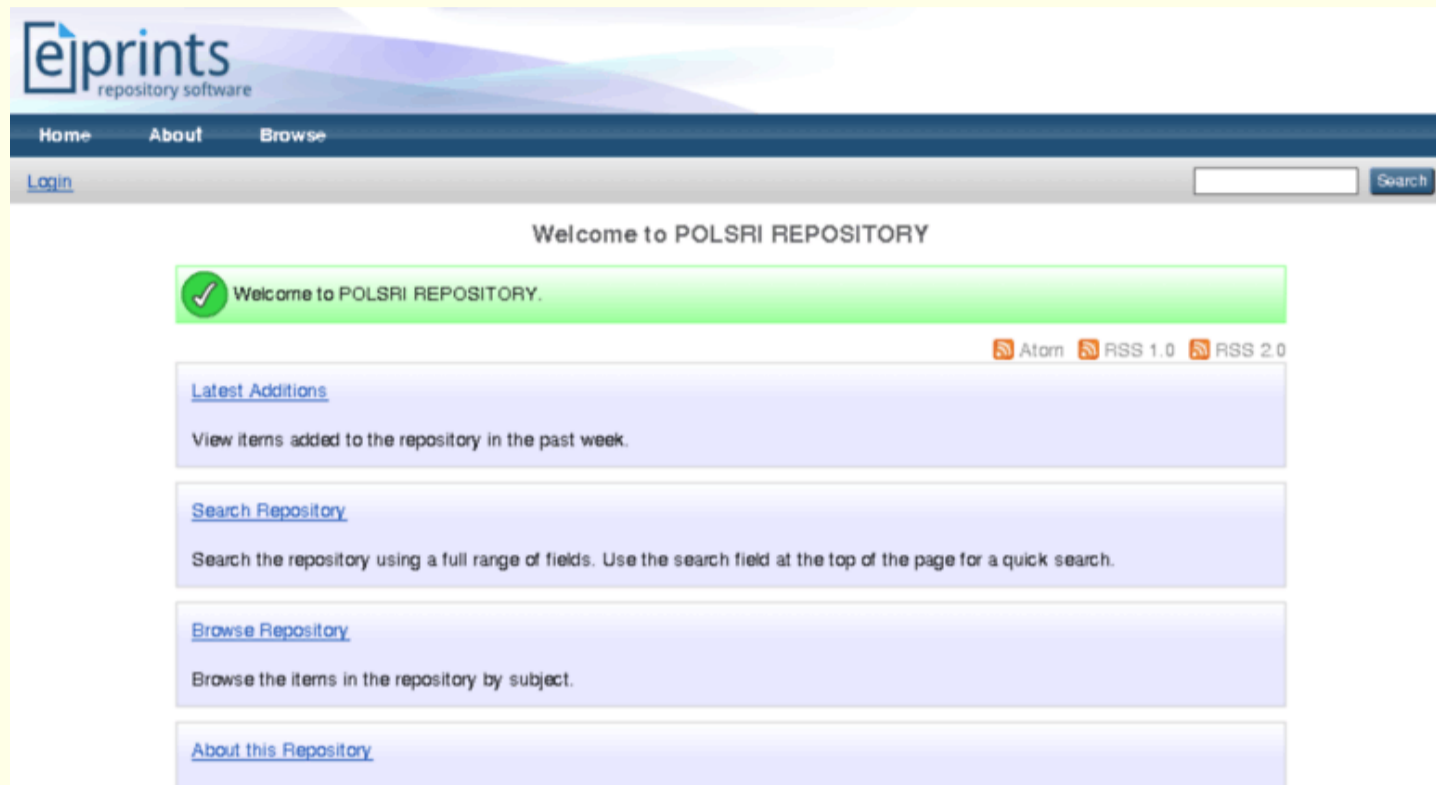 eprints
repository software
Home About Browse
Login Search
Welcome to POLSRI REPOSITORY
Welcome to POLSRI REPOSITORY.
Atom RSS 1.0 RSS 2.0
Latest Additions
View items added to the repository in the past week.
Search Repository
Search the repository using a full range of fields. Use the search field at the top of the page for a quick search.
Browse Repository
Browse the items in the repository by subject.
About this Repository